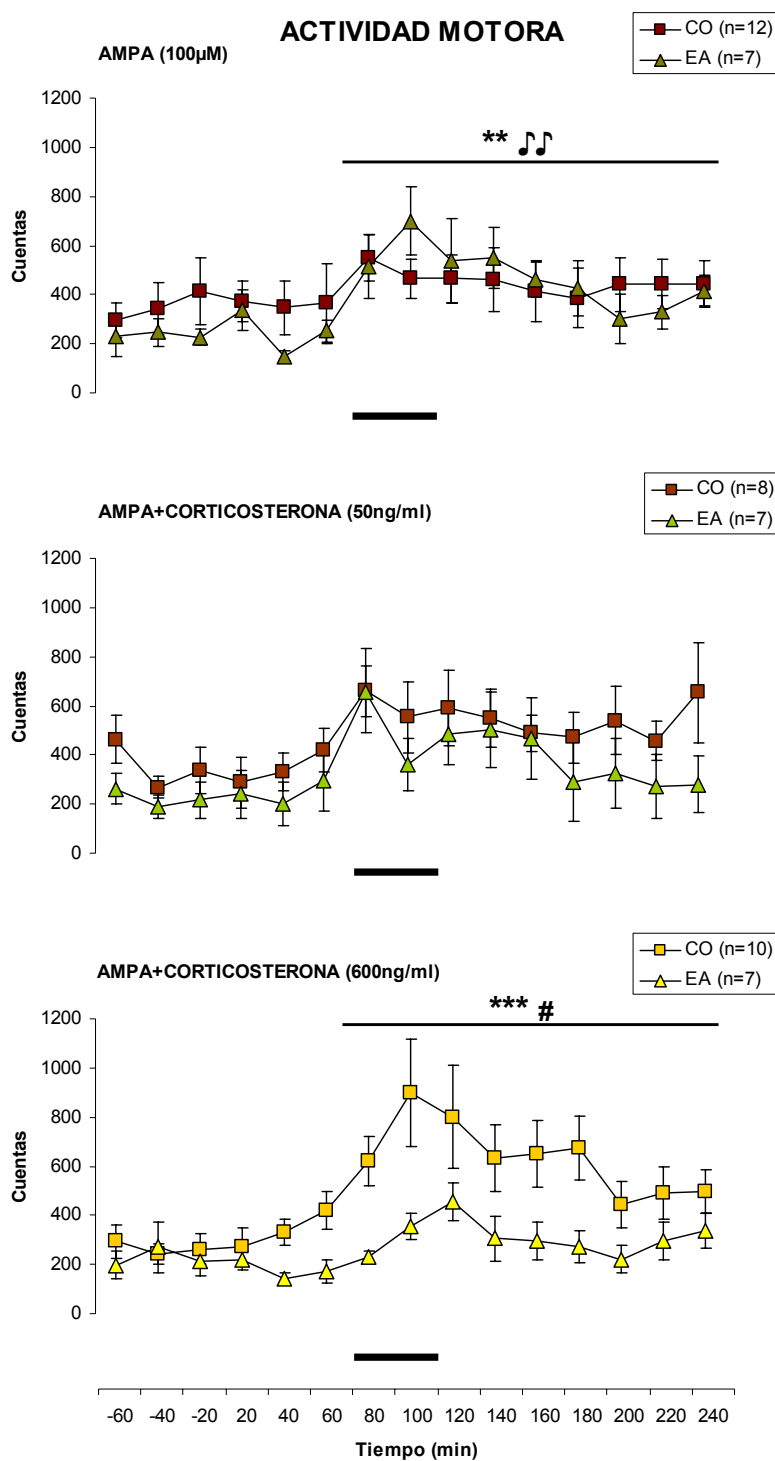 ACTIVIDAD MOTORA
CO (n=12)
EA (n=7)
AMPA (100µM)
1200
1000
800
600
400
200
0
Cuentas
** ♪♪
CO (n=8)
EA (n=7)
AMPA+CORTICOSTERONA (50ng/ml)
1200
1000
800
600
400
200
0
Cuentas
CO (n=10)
EA (n=7)
AMPA+CORTICOSTERONA (600ng/ml)
*** #
1200
1000
800
600
400
200
0
Cuentas
-60 -40 -20 20 40 60 80 100 120 140 160 180 200 220 240
Tiempo (min)